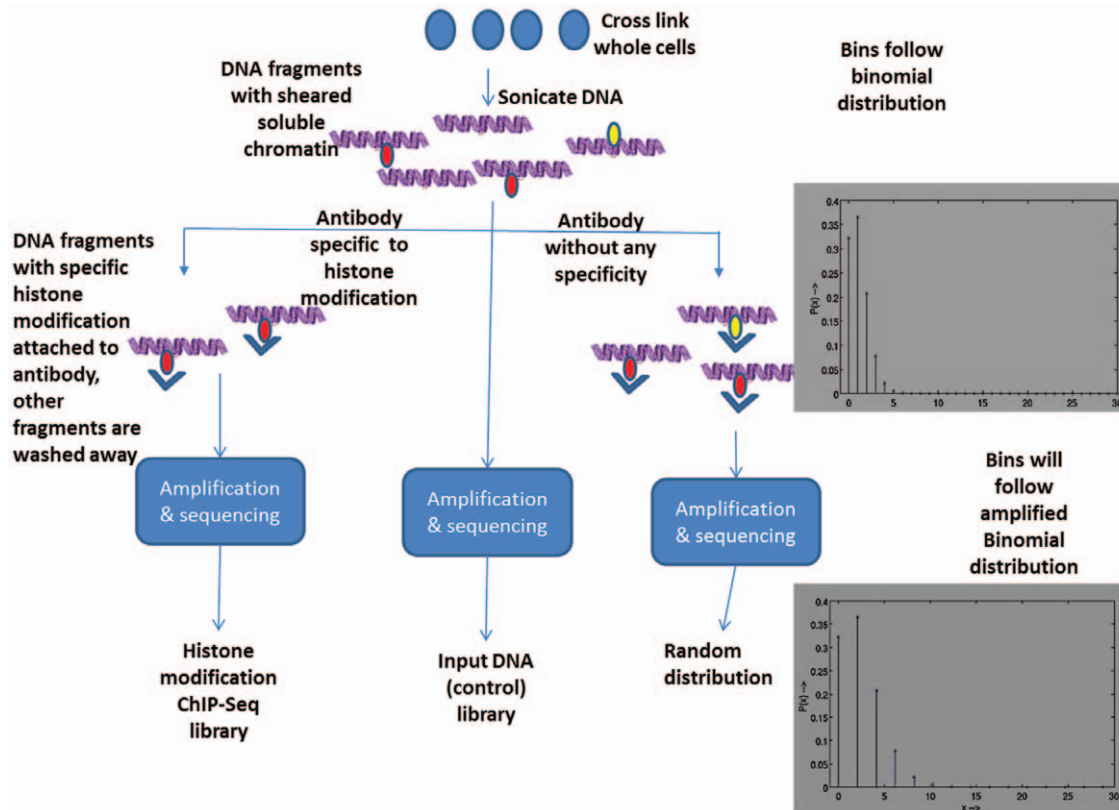 Cross link
whole cells
DNA fragments
with sheared
soluble
chromatin
Sonicate DNA
Bins follow
binomial
distribution
Antibody
specific to
histone
modification
Antibody
without any
specificity
DNA fragments
with specific
histone
modification
attached to
antibody,
other
fragments are
washed away
0.4
0.35
0.3
0.25
0.2
0.15
0.1
0.05
0
P(x) -->
0 5 10 15 20 25 30
Amplification
& sequencing
Amplification
& sequencing
Amplification
& sequencing
Bins will
follow
amplified
Binomial
distribution
Histone
modification
ChIP-Seq
library
Input DNA
(control)
library
Random
distribution
0.4
0.35
0.3
0.25
0.2
0.15
0.1
0.05
0
P(x) -->
0 5 10 15 20 25 30
x -->